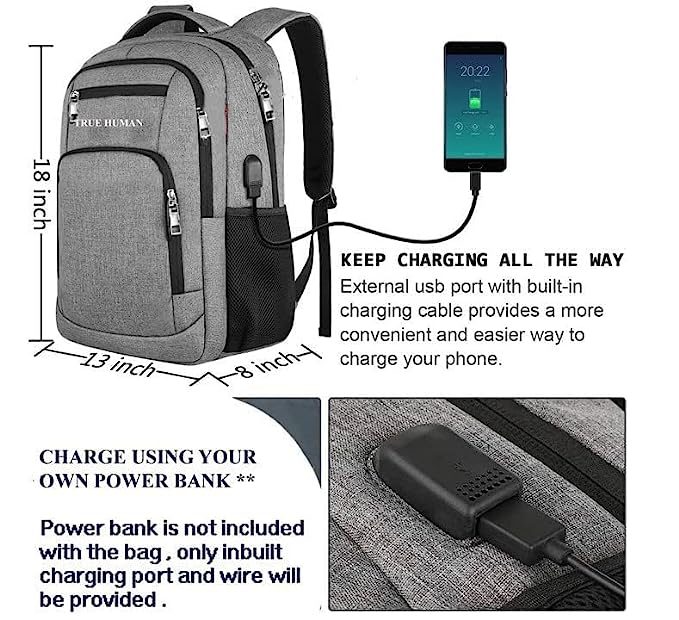 20:22
TRUE HUMAN
18 inch
13 inch
8 inch
KEEP CHARGING ALL THE WAY
External usb port with built-in
charging cable provides a more
convenient and easier way to
charge your phone.
CHARGE USING YOUR
OWN POWER BANK **
Power bank is not included
with the bag , only inbuilt
charging port and wire will
be provided .